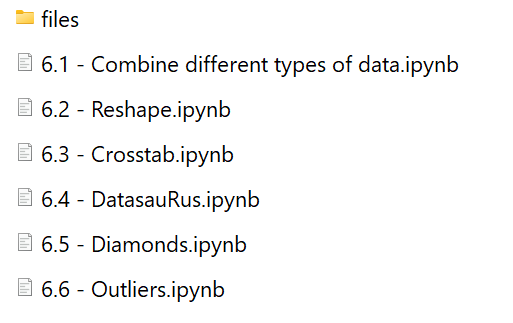 files
6.1 - Combine different types of data.ipynb
6.2 - Reshape.ipynb
6.3 - Crosstab.ipynb
6.4 - DatasauRus.ipynb
6.5 - Diamonds.ipynb
6.6 - Outliers.ipynb